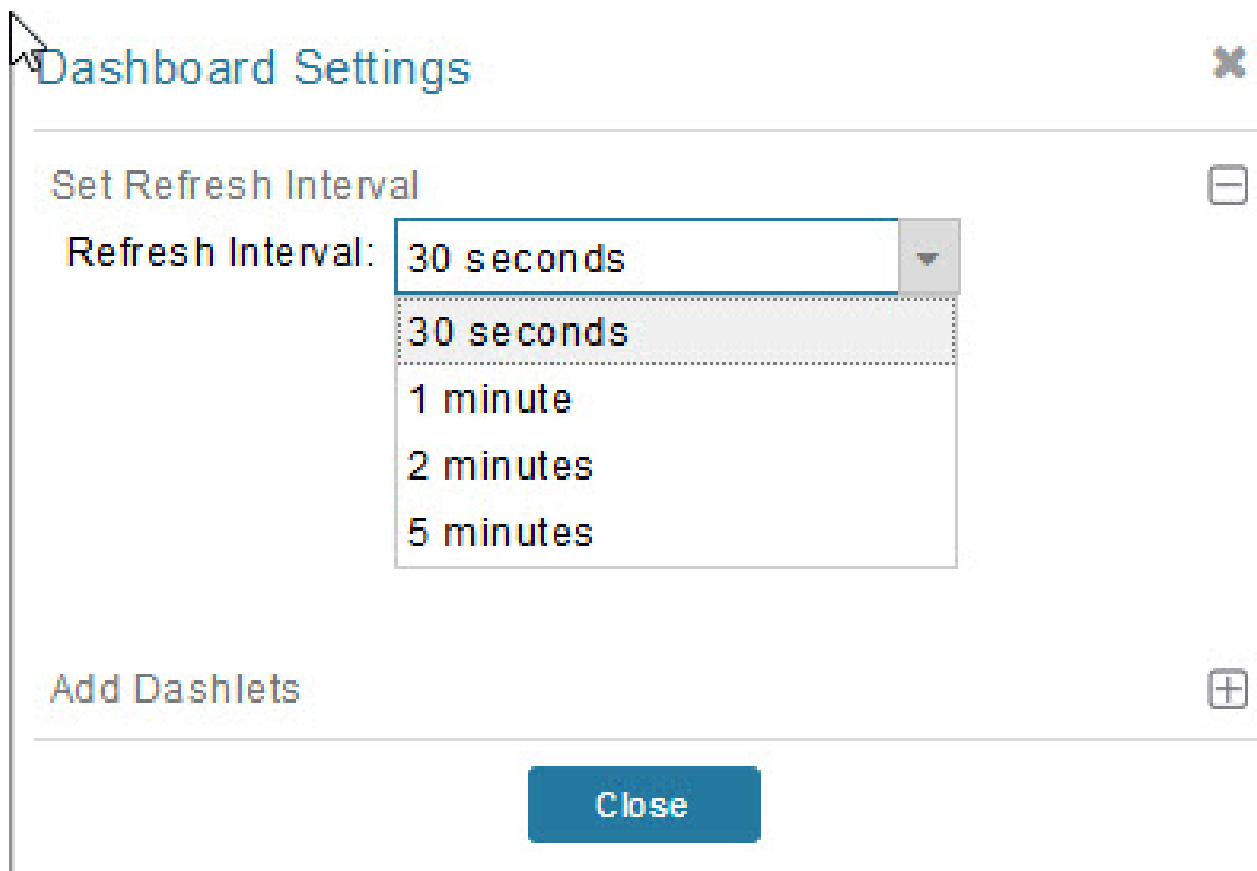 Dashboard Settings
Set Refresh Interval
Refresh Interval: 30 seconds
30 seconds
1 minute
2 minutes
5 minutes
Add Dashlets
Close